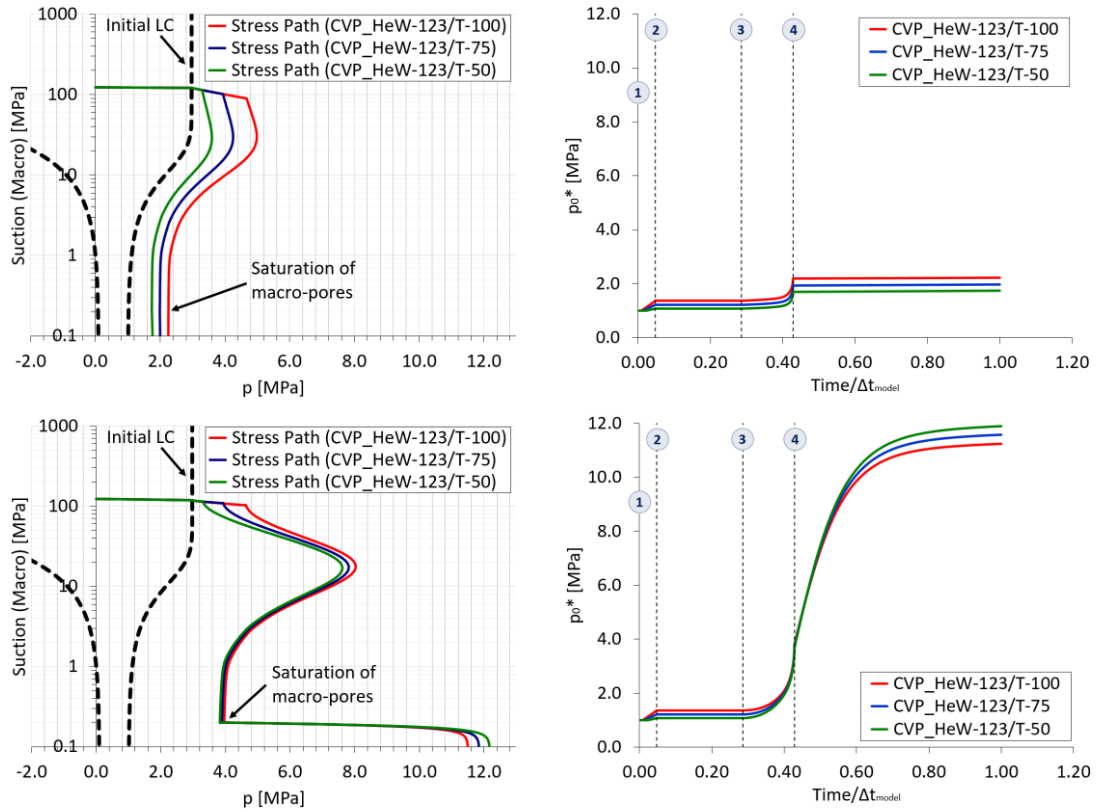 Initial LC
Stress Path (CVP_HeW-123/T-100)
Stress Path (CVP_HeW-123/T-75)
Stress Path (CVP_HeW-123/T-50)
Saturation of
macro-pores
Suction (Macro) [MPa]
1000
100
10
1
0.1
-2.0 0.0 2.0 4.0 6.0 8.0 10.0 12.0
p [MPa]
CVP_HeW-123/T-100
CVP_HeW-123/T-75
CVP_HeW-123/T-50
1
2
3
4
p₀* [MPa]
12.0
10.0
8.0
6.0
4.0
2.0
0.0
0.00 0.20 0.40 0.60 0.80 1.00 1.20
Time/Δtmodel
Initial LC
Stress Path (CVP_HeW-123/T-100)
Stress Path (CVP_HeW-123/T-75)
Stress Path (CVP_HeW-123/T-50)
Saturation of
macro-pores
Suction (Macro) [MPa]
1000
100
10
1
0.1
-2.0 0.0 2.0 4.0 6.0 8.0 10.0 12.0
p [MPa]
1
2
3
4
CVP_HeW-123/T-100
CVP_HeW-123/T-75
CVP_HeW-123/T-50
p₀* [MPa]
12.0
10.0
8.0
6.0
4.0
2.0
0.0
0.00 0.20 0.40 0.60 0.80 1.00 1.20
Time/Δtmodel